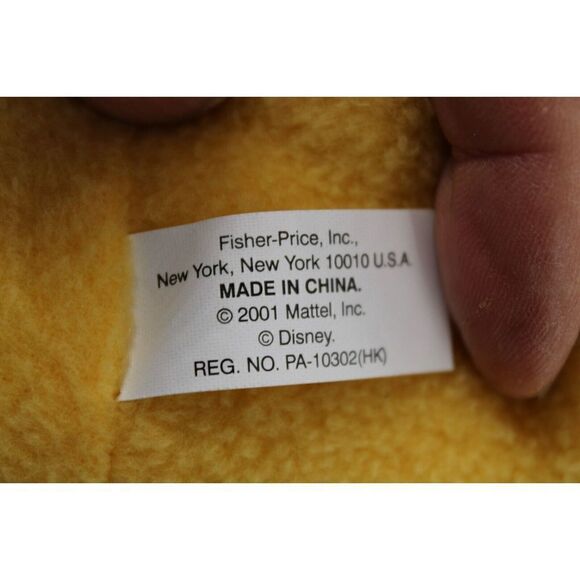 Fisher-Price, Inc.,
New York, New York 10010 U.S.A.
MADE IN CHINA.
© 2001 Mattel, Inc.
© Disney.
REG. NO. PA-10302(HK)